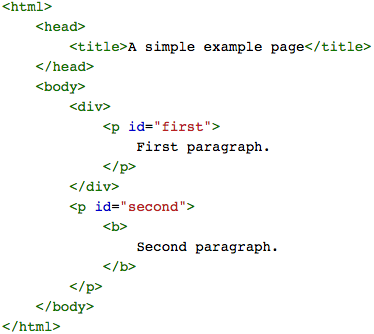 <html>
    <head>
        <title>A simple example page</title>
    </head>
    <body>
        <div>
            <p id="first">
                First paragraph.
            </p>
        </div>
        <p id="second">
            <b>
                Second paragraph.
            </b>
        </p>
    </body>
</html>